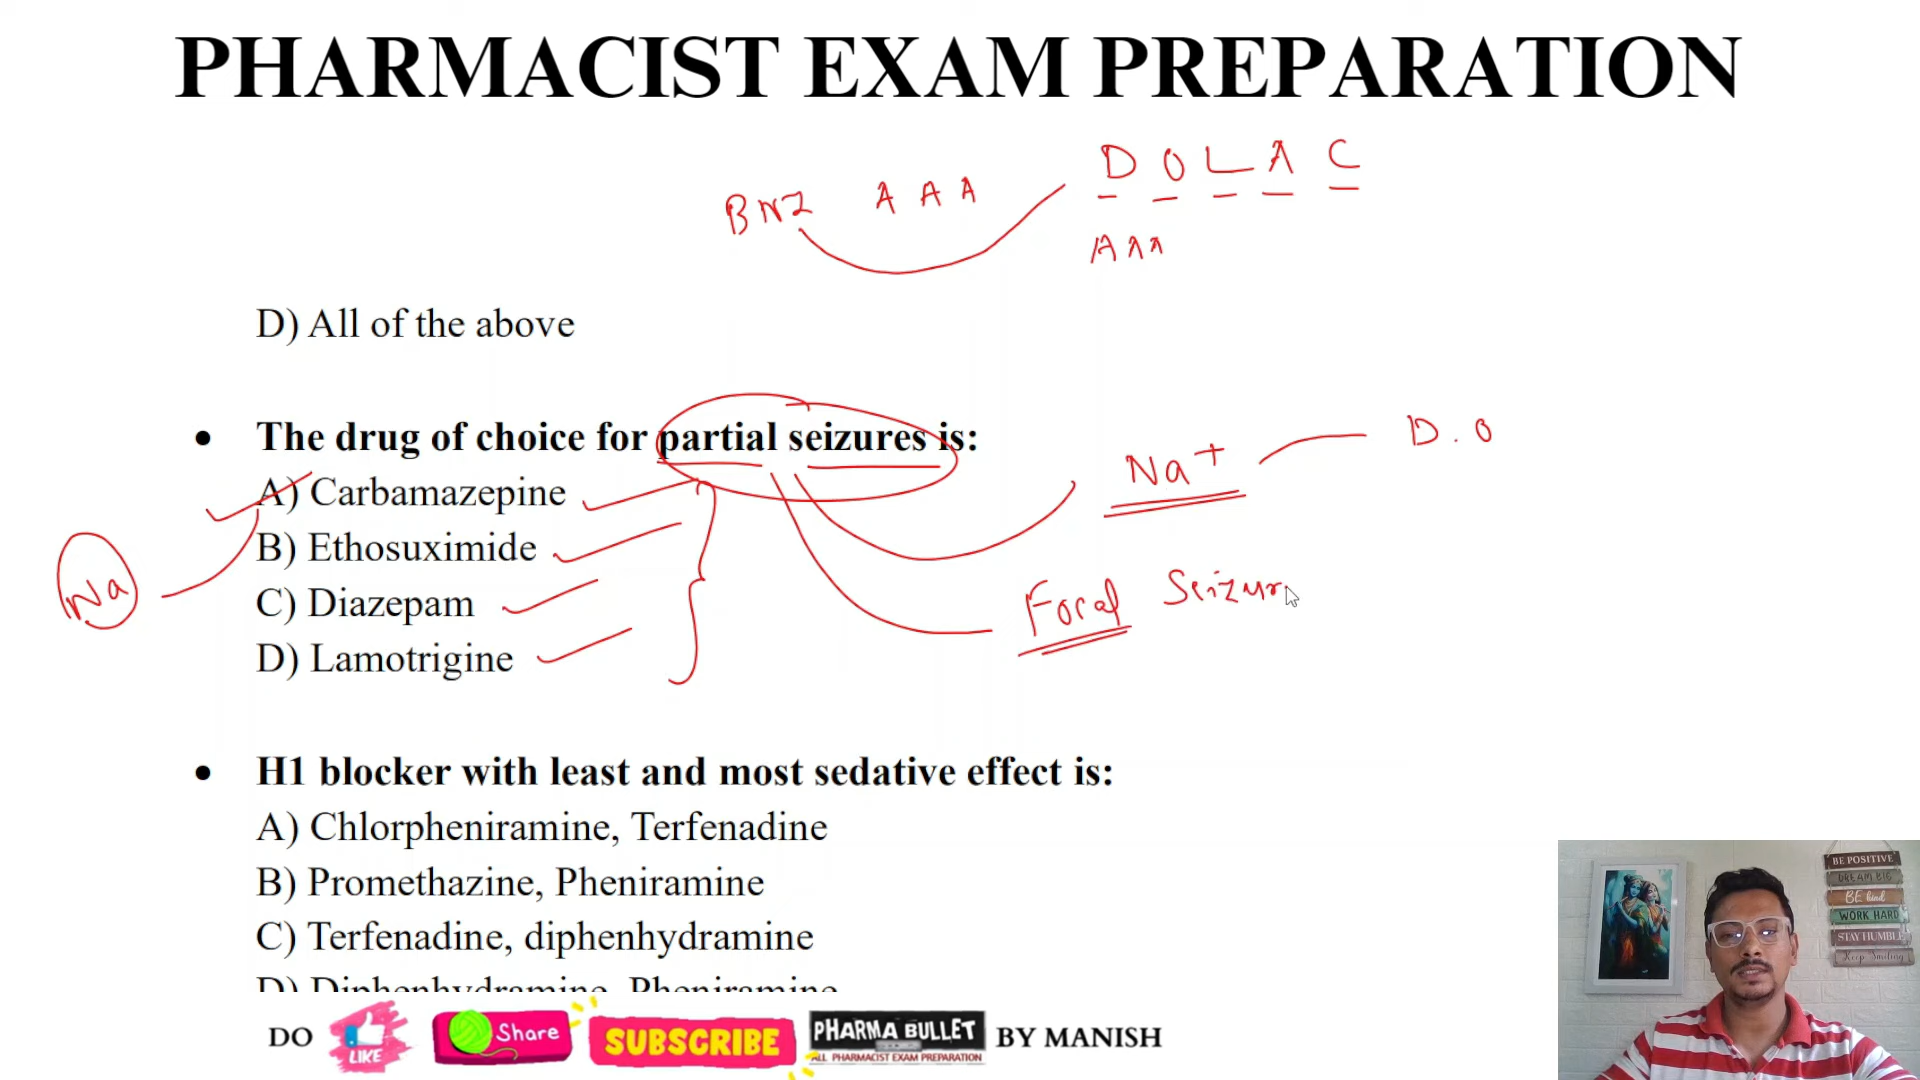 PHARMACIST EXAM PREPARATION
D O L A C
BNZ A A A
A A A
D) All of the above
• The drug of choice for partial seizures is:
D. O
Na+
A) Carbamazepine
B) Ethosuximide
Na
C) Diazepam
Focal Seizur
D) Lamotrigine
• H1 blocker with least and most sedative effect is:
A) Chlorpheniramine, Terfenadine
B) Promethazine, Pheniramine
C) Terfenadine, diphenhydramine
D) Diphenhydramine, Pheniramine
BE POSITIVE
DREAM BIG
BE kind
WORK HARD
STAY HUMBLE
Keep Smiling
DO LIKE Share SUBSCRIBE PHARMA BULLET BY MANISH
ALL PHARMACIST EXAM PREPARATION